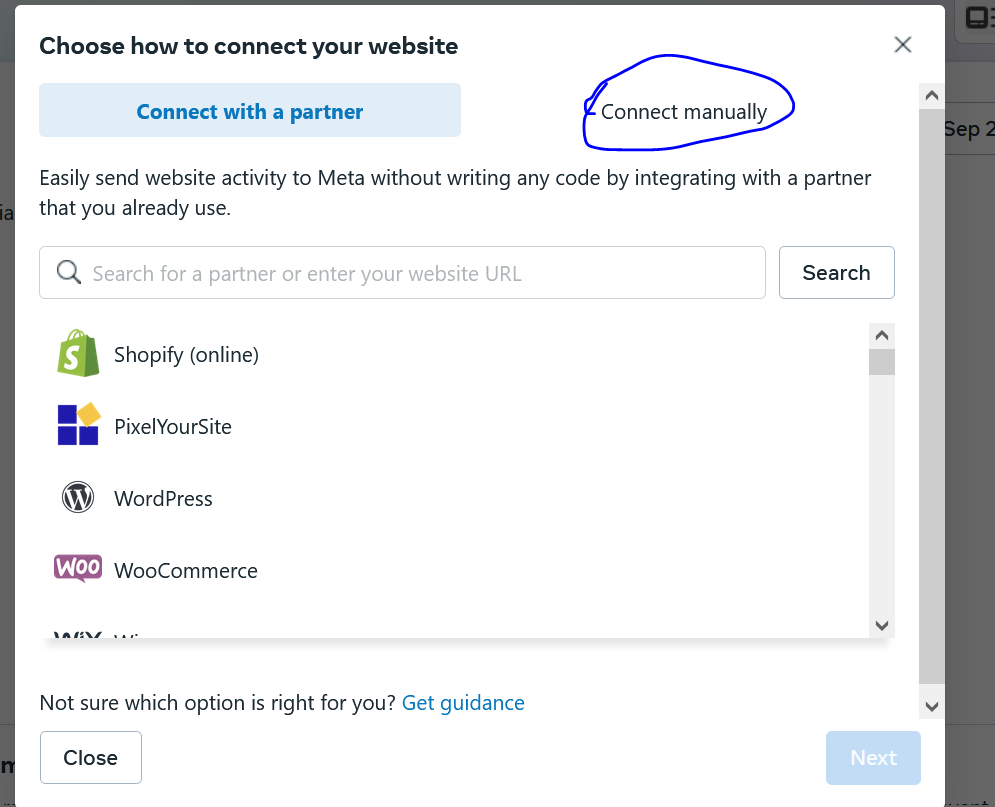 Choose how to connect your website
Connect with a partner
Connect manually
Sep 2
Easily send website activity to Meta without writing any code by integrating with a partner
that you already use.
ia
Search for a partner or enter your website URL
Search
Shopify (online)
PixelYourSite
WordPress
WOO
WooCommerce
Not sure which option is right for you? Get guidance
Close
Next